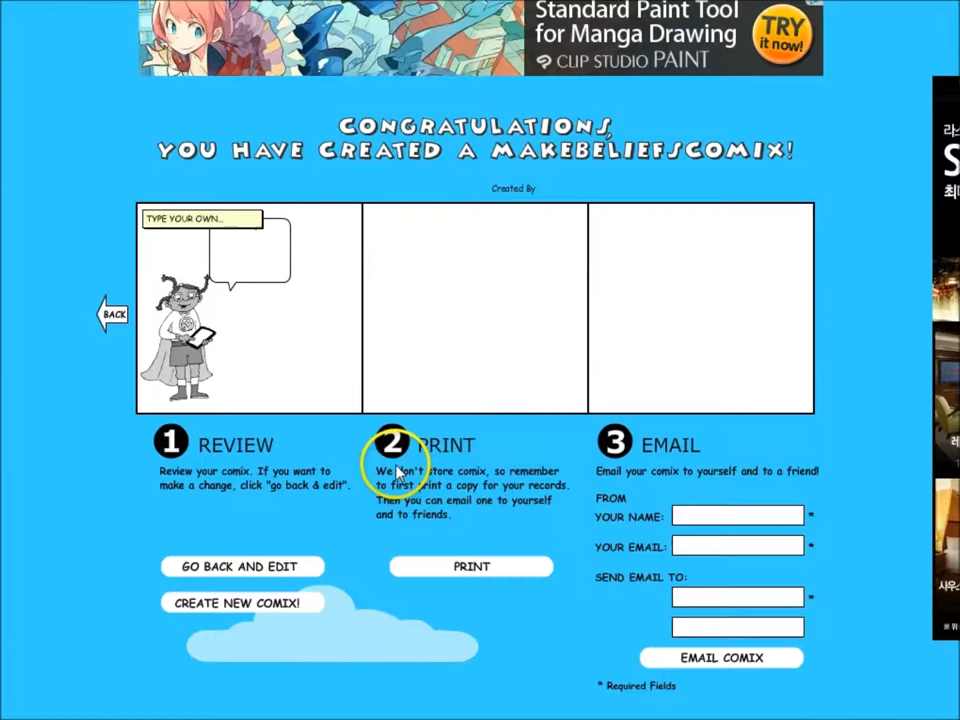 Standard Paint Tool
for Manga Drawing
CLIP STUDIO PAINT
TRY
it now!
CONGRATULATIONS,
YOU HAVE CREATED A MAKEBELIEFSCOMIX!
Created By
TYPE YOUR OWN...
BACK
1 REVIEW
Review your comix. If you want to
make a change, click "go back & edit".
GO BACK AND EDIT
CREATE NEW COMIX!
2 PRINT
We don't store comix, so remember
to first print a copy for your records.
Then you can email one to yourself
and to friends.
PRINT
3 EMAIL
Email your comix to yourself and to a friend!
FROM
YOUR NAME: *
YOUR EMAIL: *
SEND EMAIL TO:
*
EMAIL COMIX
* Required Fields
라스
S
최대